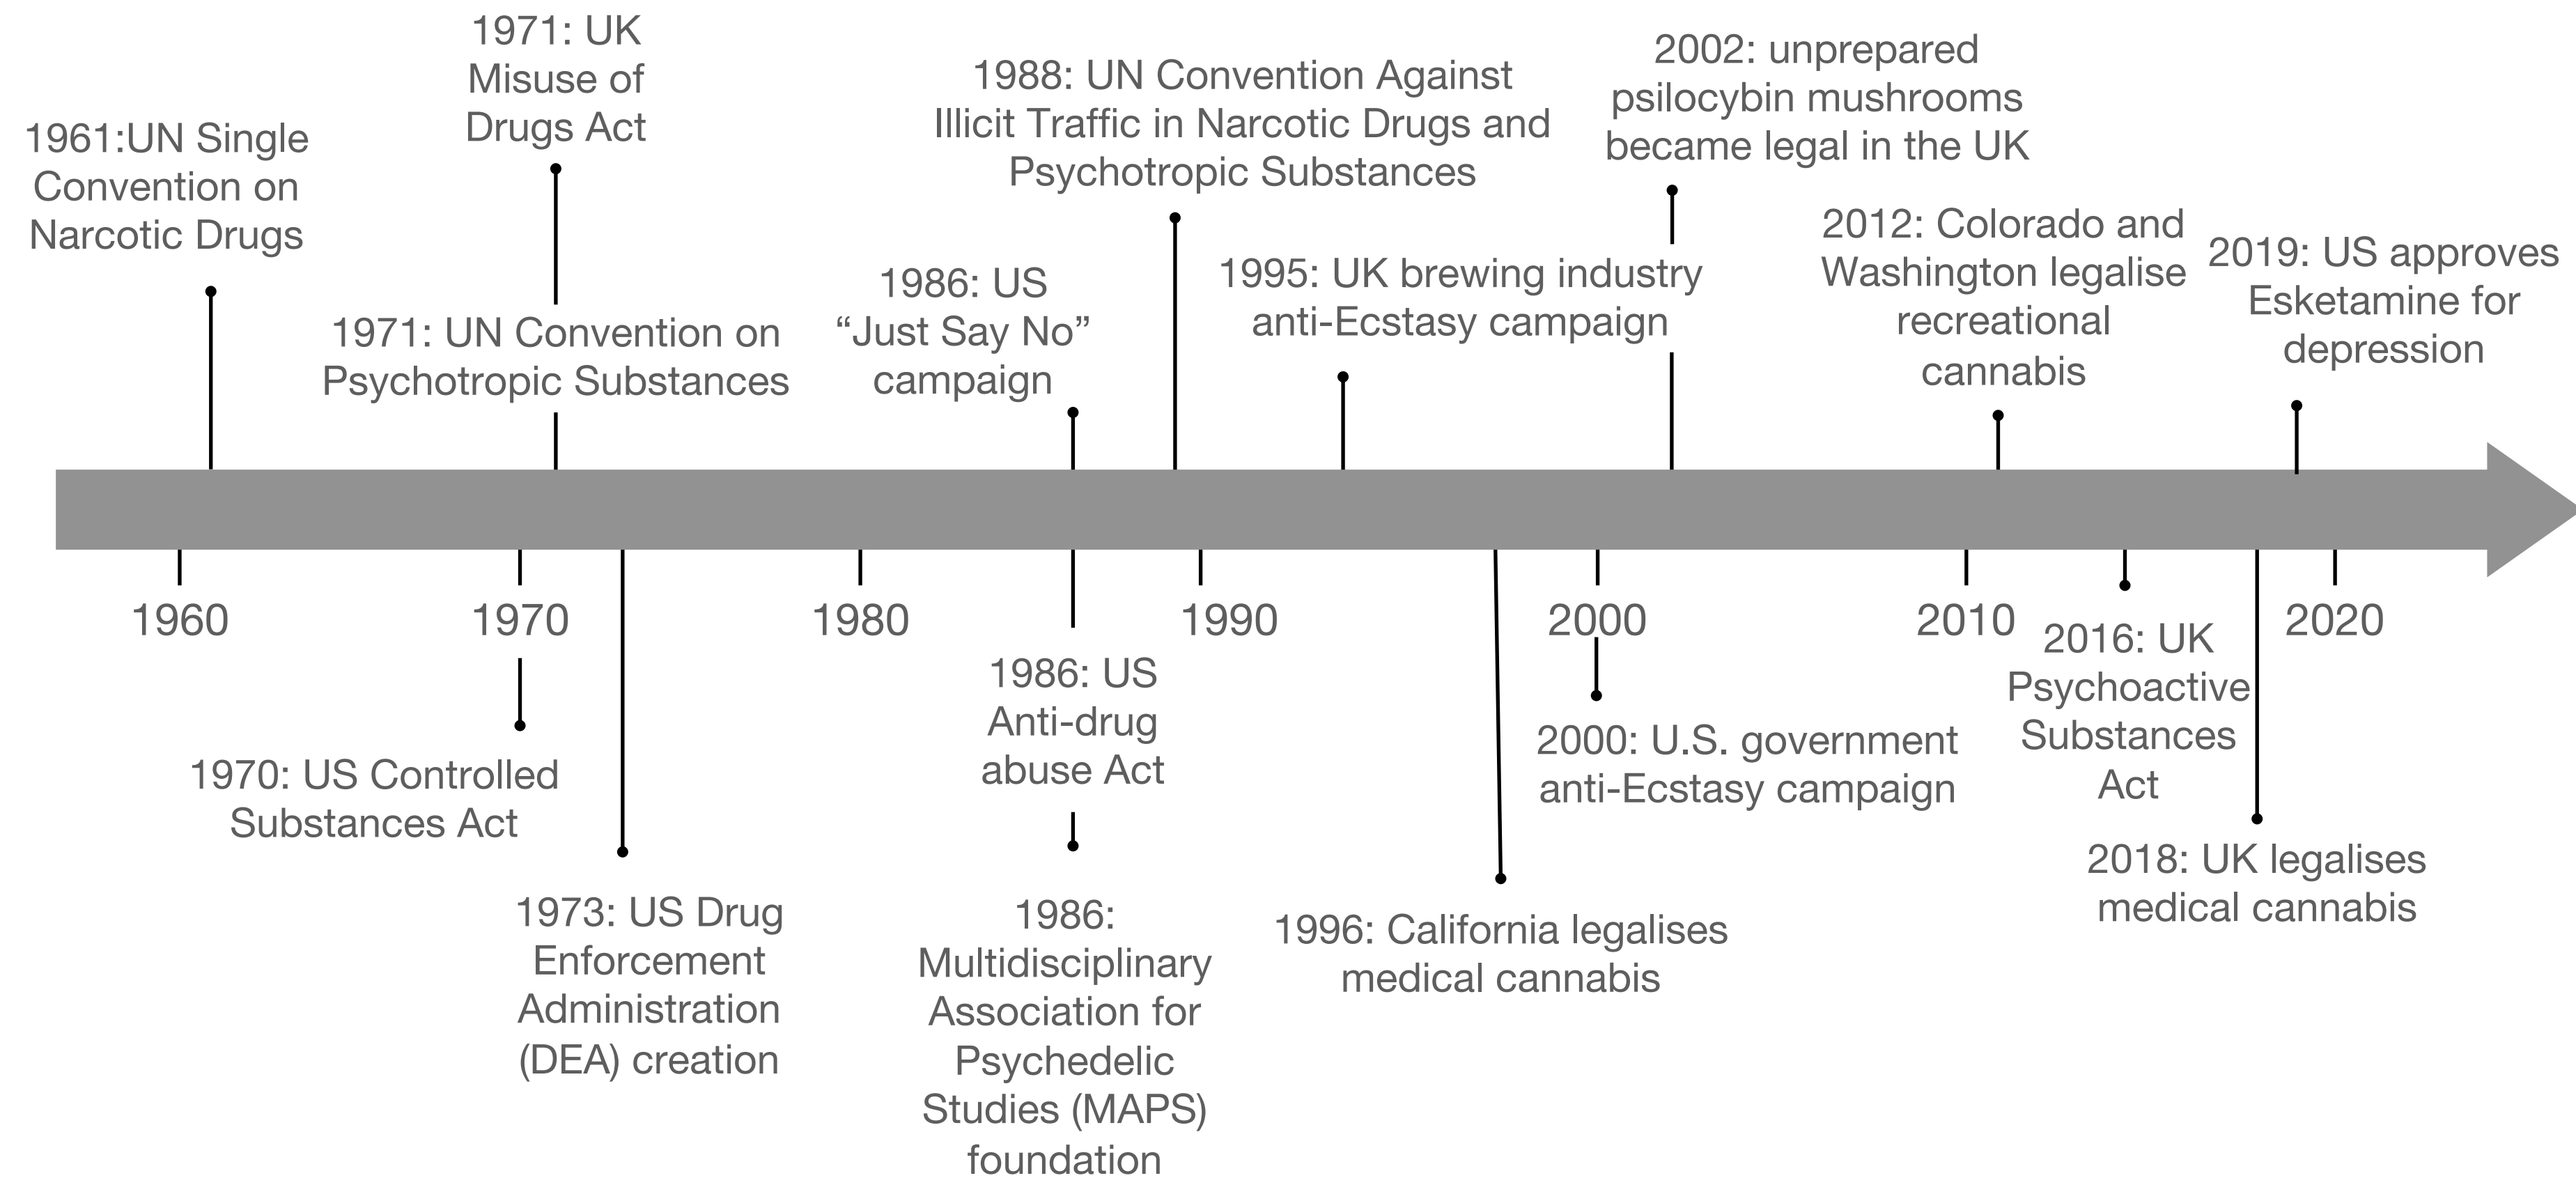 1961:UN Single
Convention on
Narcotic Drugs
1971: UK
Misuse of
Drugs Act
1971: UN Convention on
Psychotropic Substances
1986: US
“Just Say No”
campaign
1988: UN Convention Against
Illicit Traffic in Narcotic Drugs and
Psychotropic Substances
1995: UK brewing industry
anti-Ecstasy campaign
2002: unprepared
psilocybin mushrooms
became legal in the UK
2012: Colorado and
Washington legalise
recreational
cannabis
2019: US approves
Esketamine for
depression
1960
1970
1980
1990
2000
2010
2020
1970: US Controlled
Substances Act
1973: US Drug
Enforcement
Administration
(DEA) creation
1986: US
Anti-drug
abuse Act
1986:
Multidisciplinary
Association for
Psychedelic
Studies (MAPS)
foundation
1996: California legalises
medical cannabis
2000: U.S. government
anti-Ecstasy campaign
2016: UK
Psychoactive
Substances
Act
2018: UK legalises
medical cannabis